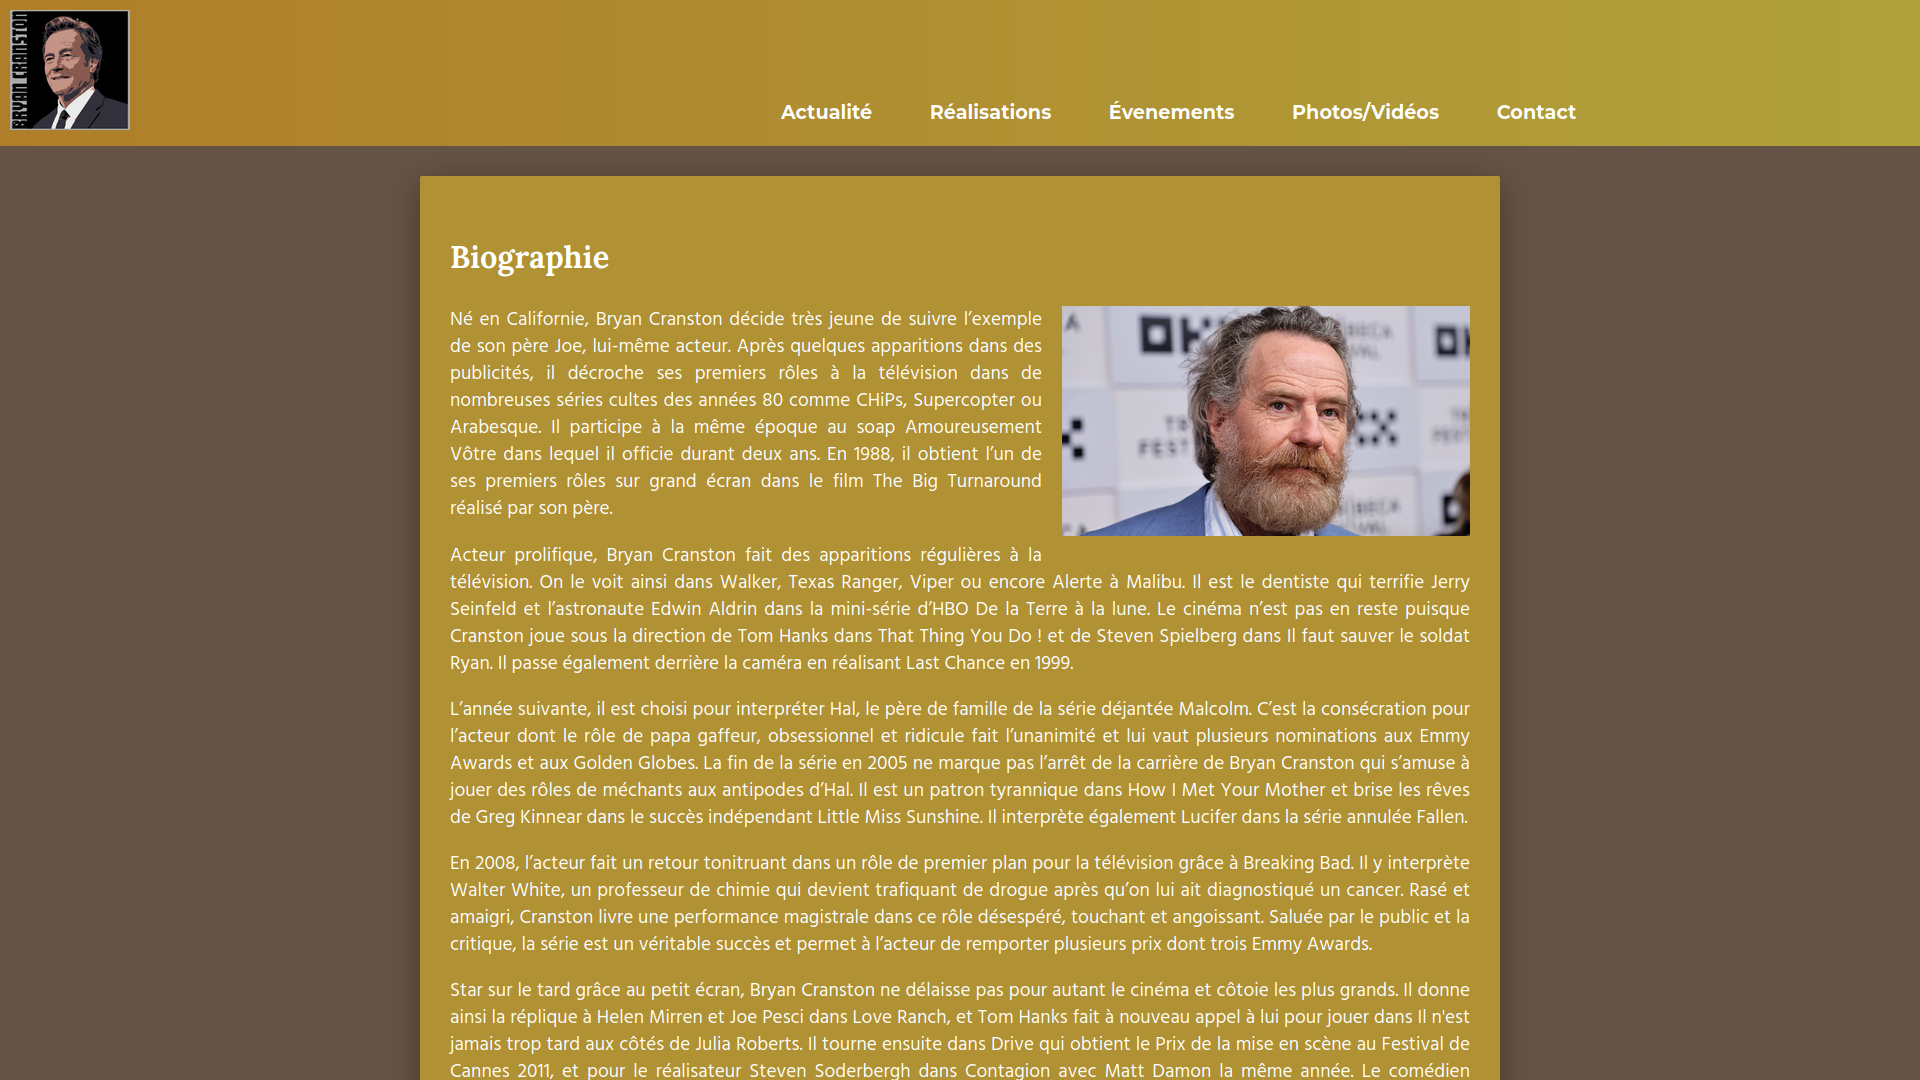 BRYAN CRANSTON
Actualité Réalisations Évenements Photos/Vidéos Contact
Biographie
Né en Californie, Bryan Cranston décide très jeune de suivre l’exemple
de son père Joe, lui-même acteur. Après quelques apparitions dans des
publicités, il décroche ses premiers rôles à la télévision dans de
nombreuses séries cultes des années 80 comme CHiPs, Supercopter ou
Arabesque. Il participe à la même époque au soap Amoureusement
Vôtre dans lequel il officie durant deux ans. En 1988, il obtient l’un de
ses premiers rôles sur grand écran dans le film The Big Turnaround
réalisé par son père.
Acteur prolifique, Bryan Cranston fait des apparitions régulières à la
télévision. On le voit ainsi dans Walker, Texas Ranger, Viper ou encore Alerte à Malibu. Il est le dentiste qui terrifie Jerry
Seinfeld et l’astronaute Edwin Aldrin dans la mini-série d’HBO De la Terre à la lune. Le cinéma n’est pas en reste puisque
Cranston joue sous la direction de Tom Hanks dans That Thing You Do ! et de Steven Spielberg dans Il faut sauver le soldat
Ryan. Il passe également derrière la caméra en réalisant Last Chance en 1999.
L’année suivante, il est choisi pour interpréter Hal, le père de famille de la série déjantée Malcolm. C’est la consécration pour
l’acteur dont le rôle de papa gaffeur, obsessionnel et ridicule fait l’unanimité et lui vaut plusieurs nominations aux Emmy
Awards et aux Golden Globes. La fin de la série en 2005 ne marque pas l’arrêt de la carrière de Bryan Cranston qui s’amuse à
jouer des rôles de méchants aux antipodes d’Hal. Il est un patron tyrannique dans How I Met Your Mother et brise les rêves
de Greg Kinnear dans le succès indépendant Little Miss Sunshine. Il interprète également Lucifer dans la série annulée Fallen.
En 2008, l’acteur fait un retour tonitruant dans un rôle de premier plan pour la télévision grâce à Breaking Bad. Il y interprète
Walter White, un professeur de chimie qui devient trafiquant de drogue après qu’on lui ait diagnostiqué un cancer. Rasé et
amaigri, Cranston livre une performance magistrale dans ce rôle désespéré, touchant et angoissant. Saluée par le public et la
critique, la série est un véritable succès et permet à l’acteur de remporter plusieurs prix dont trois Emmy Awards.
Star sur le tard grâce au petit écran, Bryan Cranston ne délaisse pas pour autant le cinéma et côtoie les plus grands. Il donne
ainsi la réplique à Helen Mirren et Joe Pesci dans Love Ranch, et Tom Hanks fait à nouveau appel à lui pour jouer dans Il n'est
jamais trop tard aux côtés de Julia Roberts. Il tourne ensuite dans Drive qui obtient le Prix de la mise en scène au Festival de
Cannes 2011, et pour le réalisateur Steven Soderbergh dans Contagion avec Matt Damon la même année. Le comédien